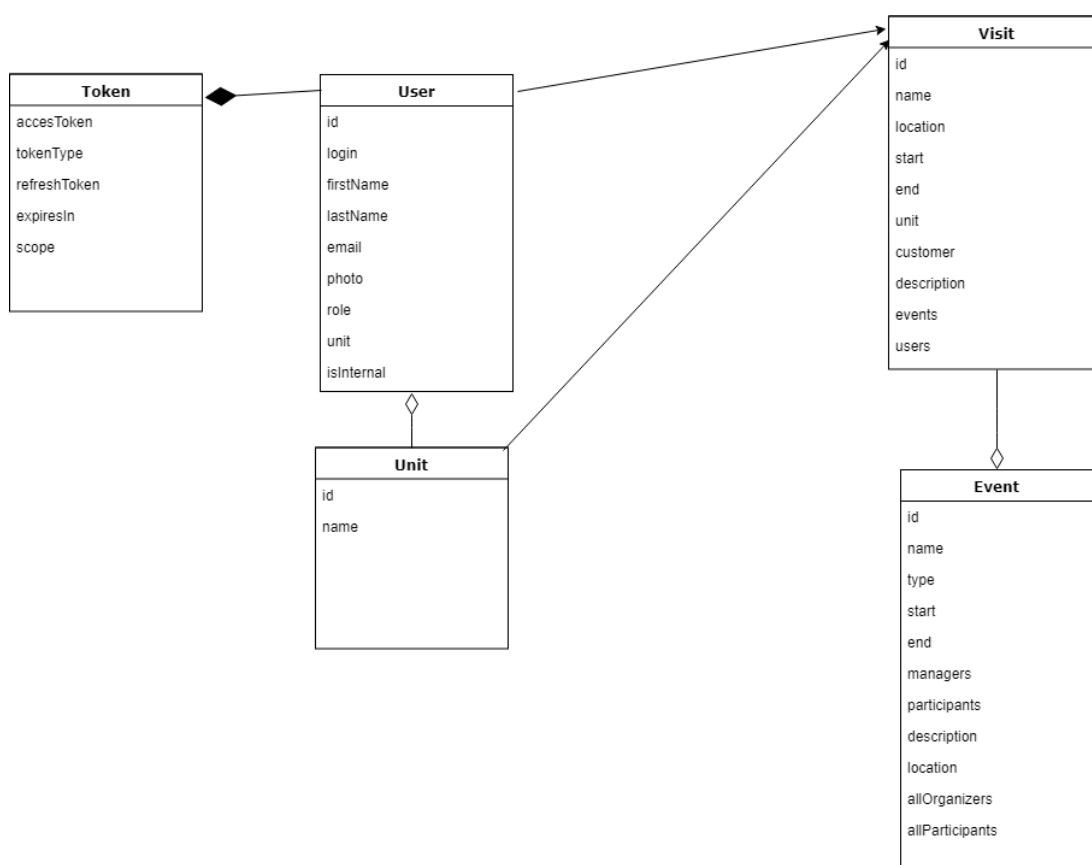 Token
accesToken
tokenType
refreshToken
expiresIn
scope
User
id
login
firstName
lastName
email
photo
role
unit
isInternal
Unit
id
name
Visit
id
name
location
start
end
unit
customer
description
events
users
Event
id
name
type
start
end
managers
participants
description
location
allOrganizers
allParticipants